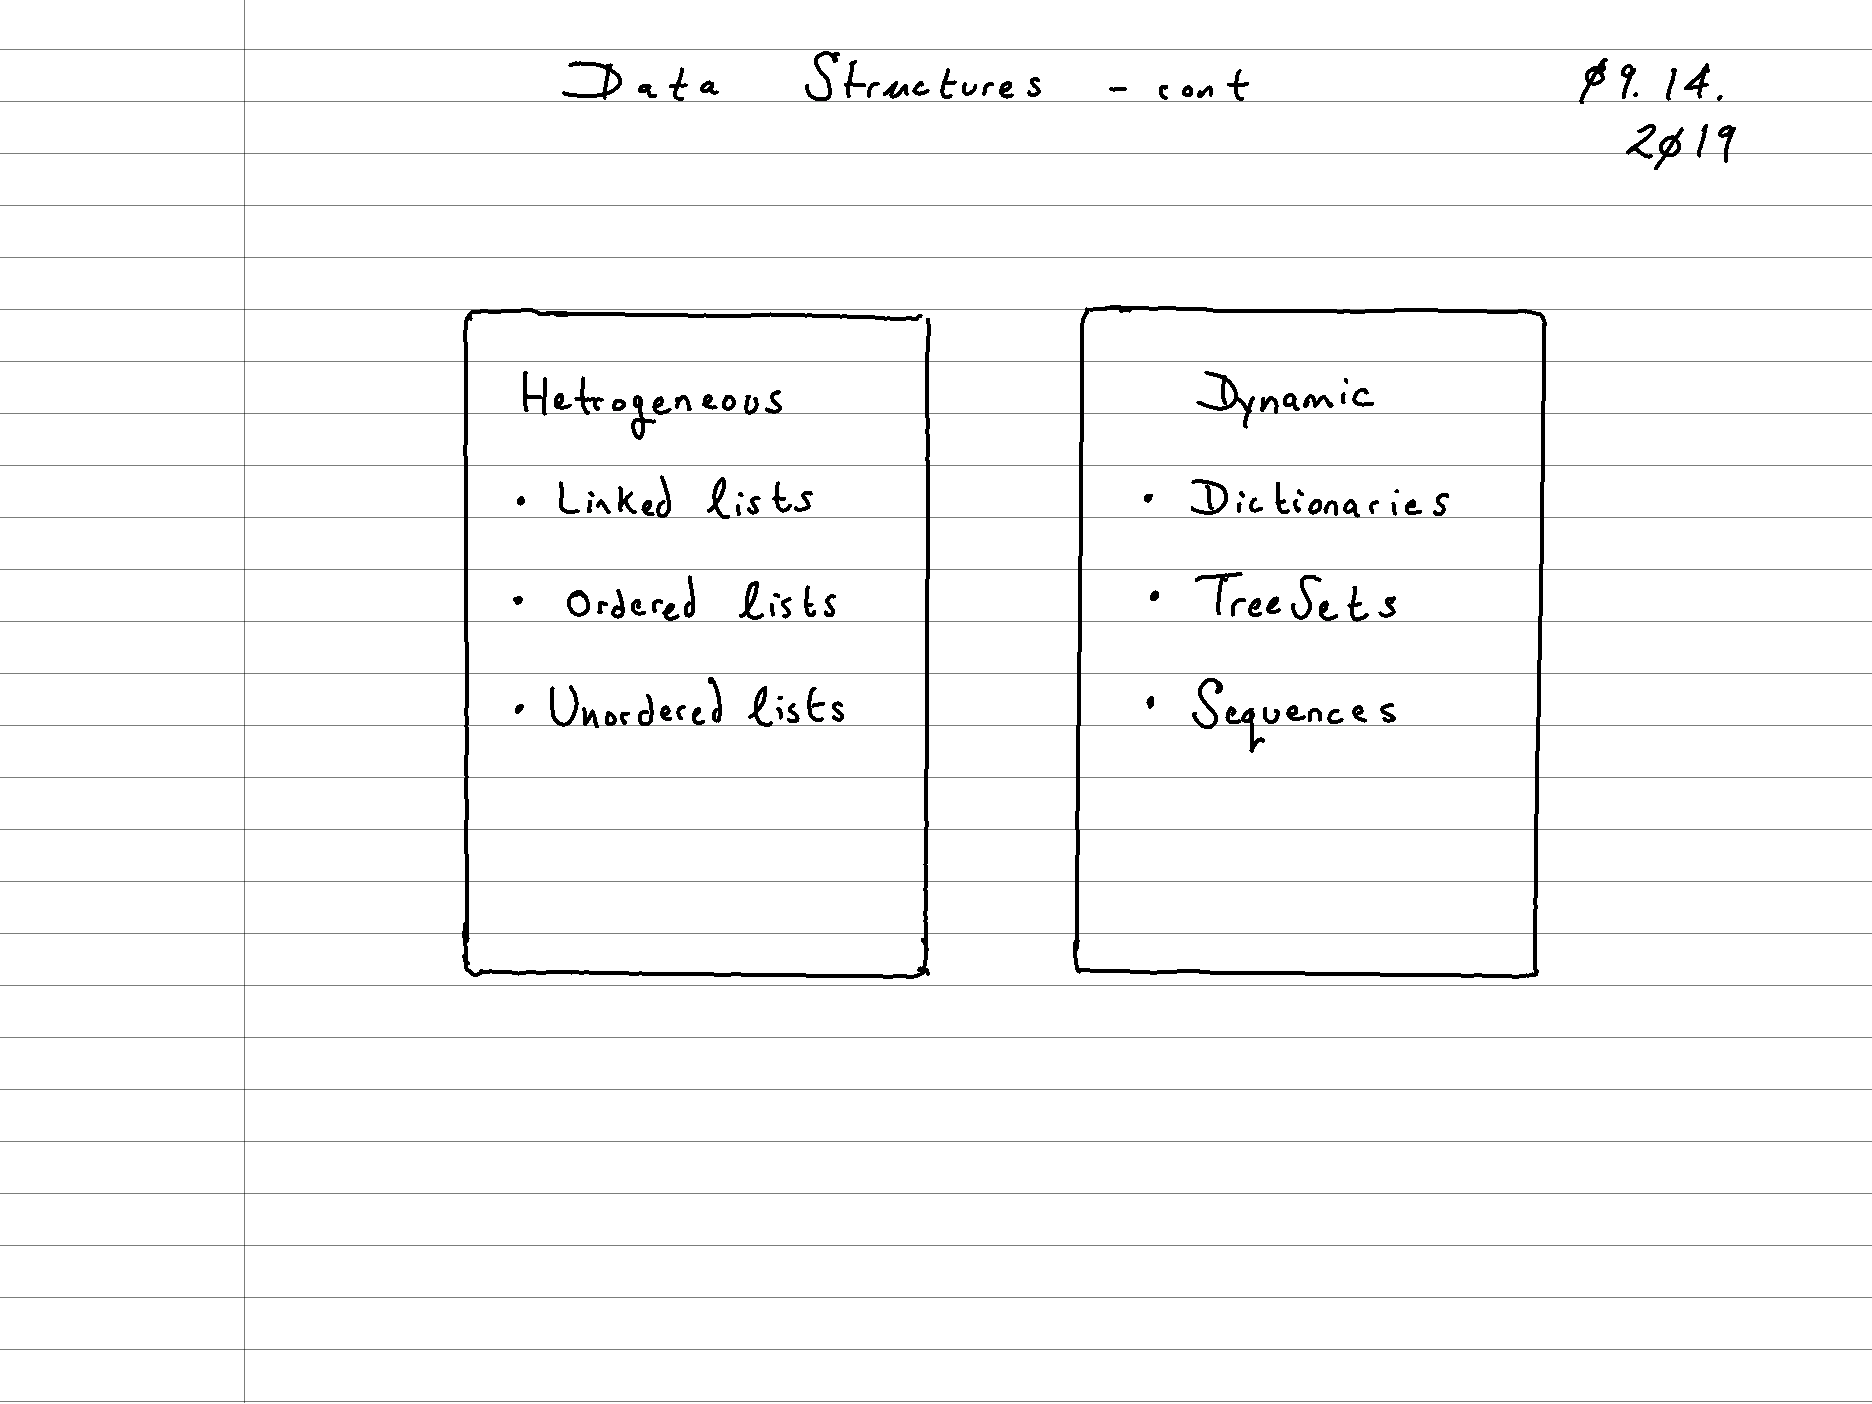 Data Structures - cont
ø9.14.
2ø19
Hetrogeneous
• Linked lists
• Ordered lists
• Unordered lists
Dynamic
• Dictionaries
• TreeSets
• Sequences